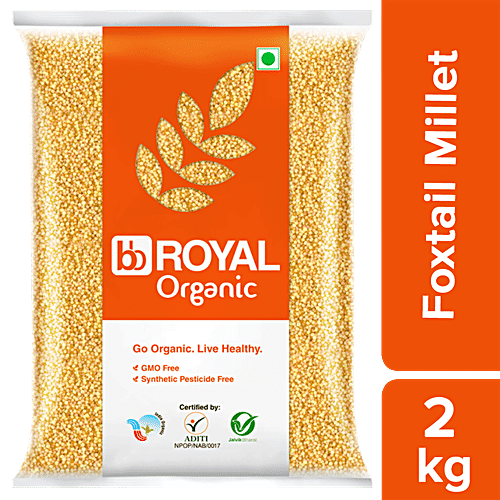 bb ROYAL
Organic
Go Organic. Live Healthy.
✓ GMO Free
✓ Synthetic Pesticide Free
Certified by:
ADITI
NPOP/NAB/0017
Jaivik Bharat
Foxtail Millet
2
kg